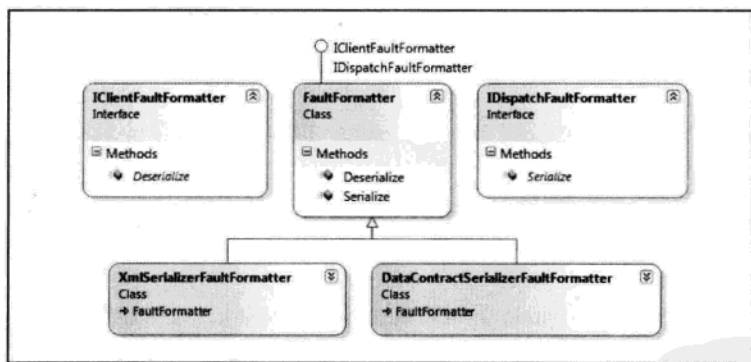 IClientFaultFormatter
IDispatchFaultFormatter
IClientFaultFormatter
Interface
Methods
Deserialize
FaultFormatter
Class
Methods
Deserialize
Serialize
IDispatchFaultFormatter
Interface
Methods
Serialize
XmlSerializerFaultFormatter
Class
FaultFormatter
DataContractSerializerFaultFormatter
Class
FaultFormatter